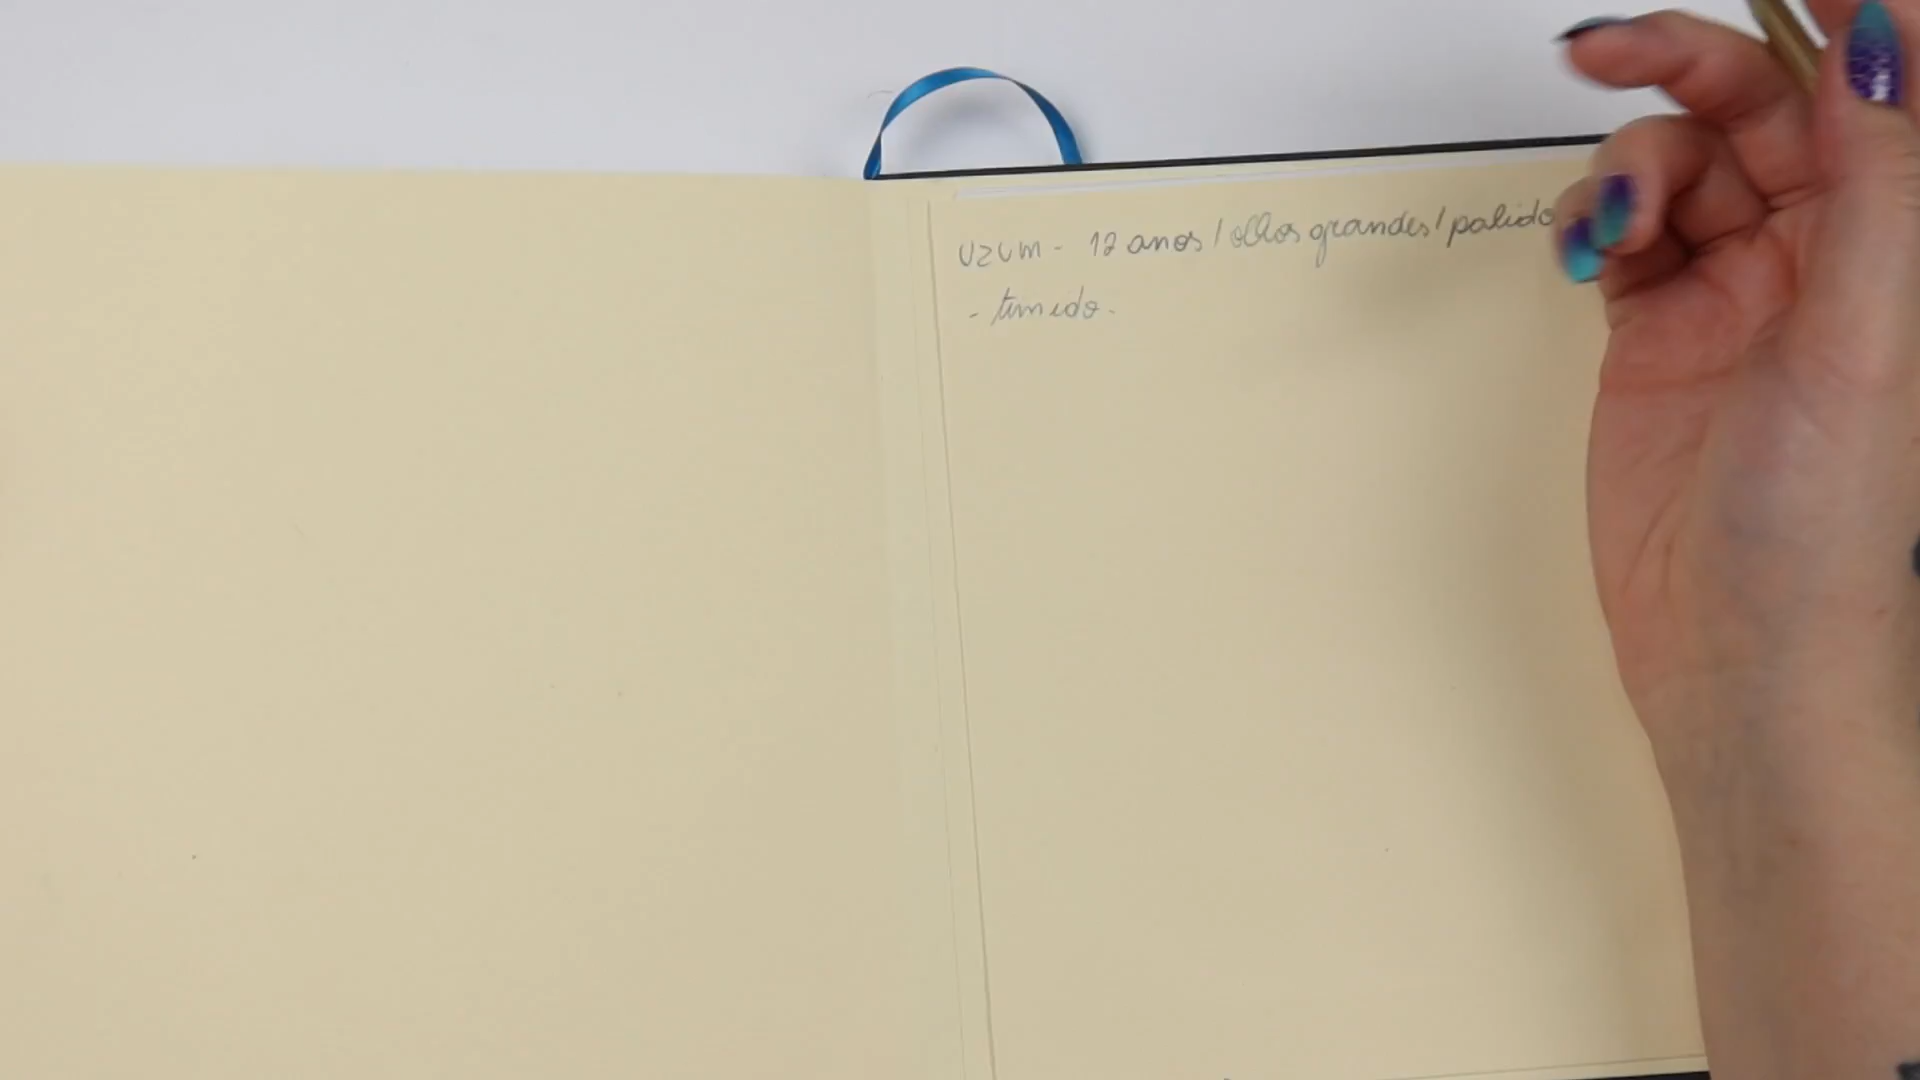 UZUM - 12 anos / olhos grandes / palido
- timido -